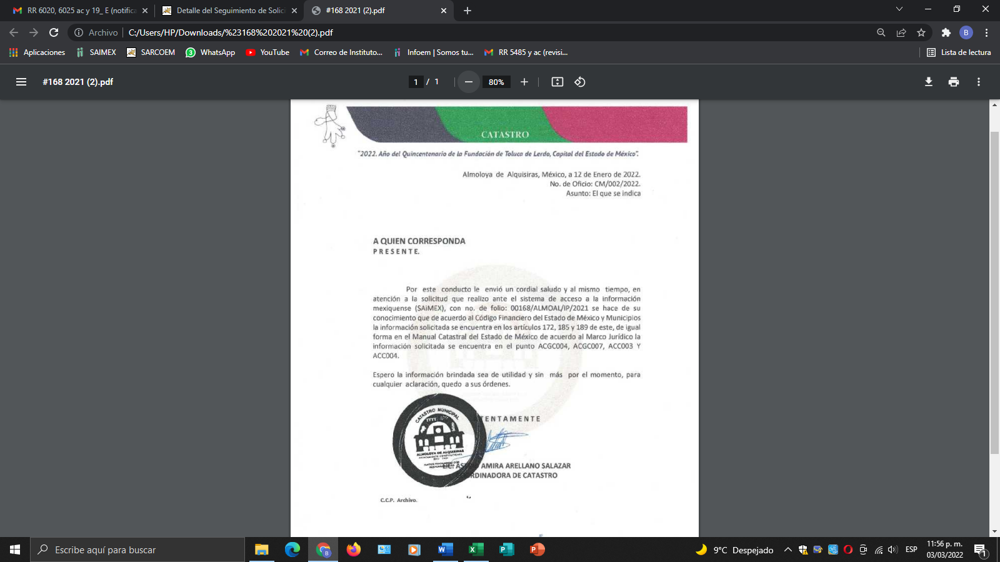 RR 6020, 6025 ac y 19_ E (notifica
Detalle del Seguimiento de Solici
#168 2021 (2).pdf
Archivo
C:/Users/HP/Downloads/%23168%202021%20(2).pdf
B
Aplicaciones
SAIMEX
SARCOEM
WhatsApp
YouTube
Correo de Instituto...
Infoem | Somos tu...
RR 5485 y ac (revisi...
Lista de lectura
#168 2021 (2).pdf
1 / 1
80%
CATASTRO
"2022. Año del Quincentenario de la Fundación de Toluca de Lerdo, Capital del Estado de México".
Almoloya de Alquisiras, México, a 12 de Enero de 2022.
No. de Oficio: CM/002/2022.
Asunto: El que se indica
A QUIEN CORRESPONDA
P R E S E N T E.
Por este conducto le envió un cordial saludo y al mismo tiempo, en
atención a la solicitud que realizo ante el sistema de acceso a la información
mexiquense (SAiMEX), con no. de folio: 00168/ALMOAL/IP/2021 se hace de su
conocimiento que de acuerdo al Código Financiero del Estado de México y Municipios
la información solicitada se encuentra en los artículos 172, 185 y 189 de este, de igual
forma en el Manual Catastral del Estado de México de acuerdo al Marco Jurídico la
información solicitada se encuentra en el punto ACGC004, ACGC007, ACC003 Y
ACC004.
Espero la información brindada sea de utilidad y sin más por el momento, para
cualquier aclaración, quedo a sus órdenes.
TENTAMENTE
CATASTRO MUNICIPAL
ALMOLOYA DE ALQUISIRAS
AYUNTAMIENTO CONSTITUCIONAL
AMIRA ARELLANO SALAZAR
RDINADORA DE CATASTRO
C.C.P. Archivo.
Escribe aquí para buscar
9°C Despejado
ESP
11:56 p. m.
03/03/2022
1